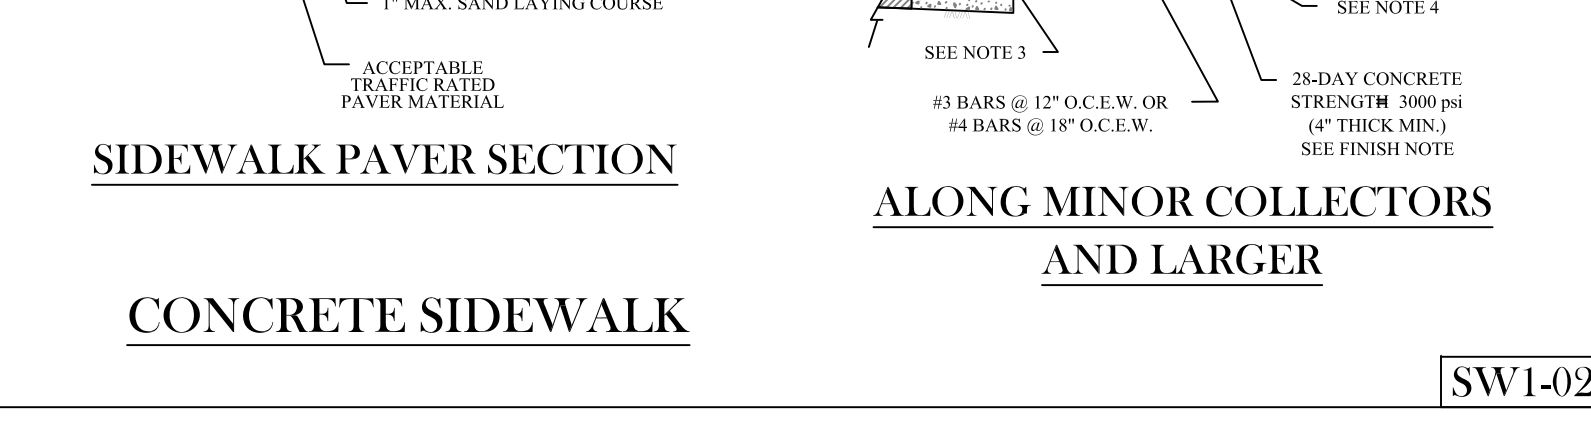 1" MAX. SAND LAYING COURSE
ACCEPTABLE
TRAFFIC RATED
PAVER MATERIAL
SIDEWALK PAVER SECTION
CONCRETE SIDEWALK
SEE NOTE 4
SEE NOTE 3
#3 BARS @ 12" O.C.E.W. OR
#4 BARS @ 18" O.C.E.W.
28-DAY CONCRETE
STRENGTH 3000 psi
(4" THICK MIN.)
SEE FINISH NOTE
ALONG MINOR COLLECTORS
AND LARGER
SW1-02